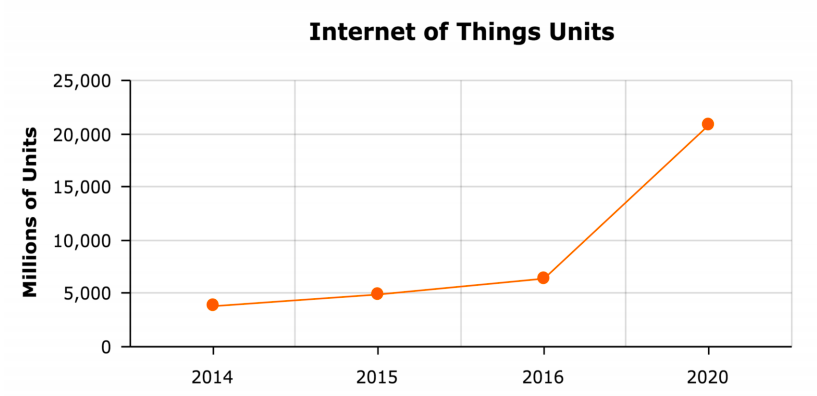 Internet of Things Units
Millions of Units
25,000
20,000
15,000
10,000
5,000
0
2014 2015 2016 2020